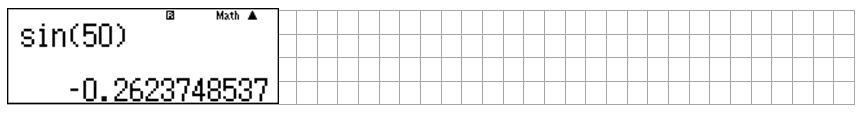 R Math ▲
sin(50)
-0.2623748537